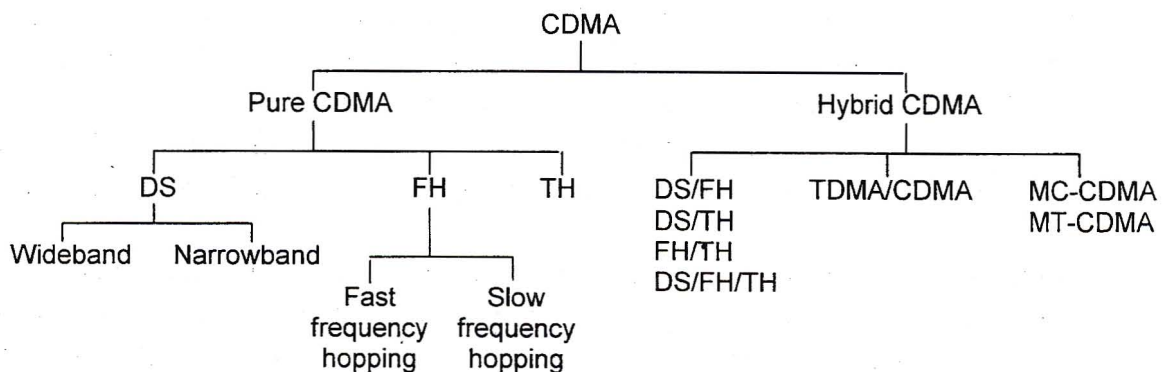 CDMA
Pure CDMA
Hybrid CDMA
DS
FH
TH
DS/FH
DS/TH
FH/TH
DS/FH/TH
TDMA/CDMA
MC-CDMA
MT-CDMA
Wideband
Narrowband
Fast
frequency
hopping
Slow
frequency
hopping